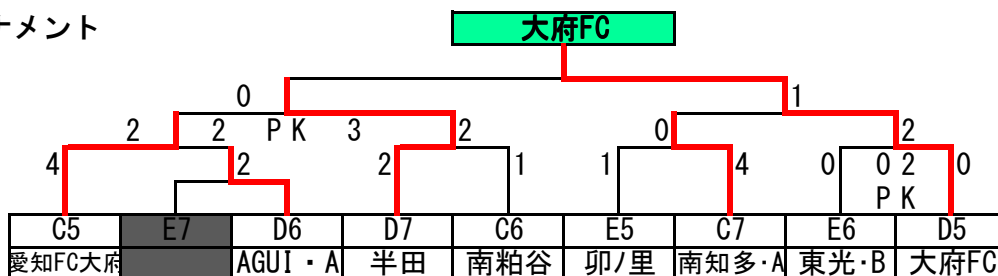 ナメント
大府FC
0 1
2 2 PK 3 2 0 2
4 2 2 1 1 4 0 0 2 0
PK
C5 E7 D6 D7 C6 E5 C7 E6 D5
愛知FC大府 AGUI・A 半田 南粕谷 卯ノ里 南知多・A 東光・B 大府FC